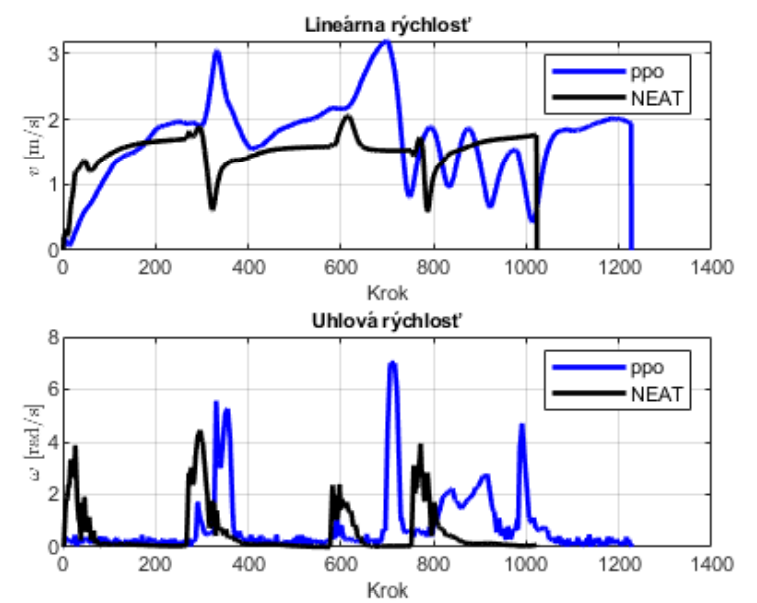 Lineárna rýchlosť
3
2
1
0
v [m/s]
ppo
NEAT
0 200 400 600 800 1000 1200 1400
Krok
Uhlová rýchlosť
8
6
4
2
0
ω [rad/s]
ppo
NEAT
0 200 400 600 800 1000 1200 1400
Krok